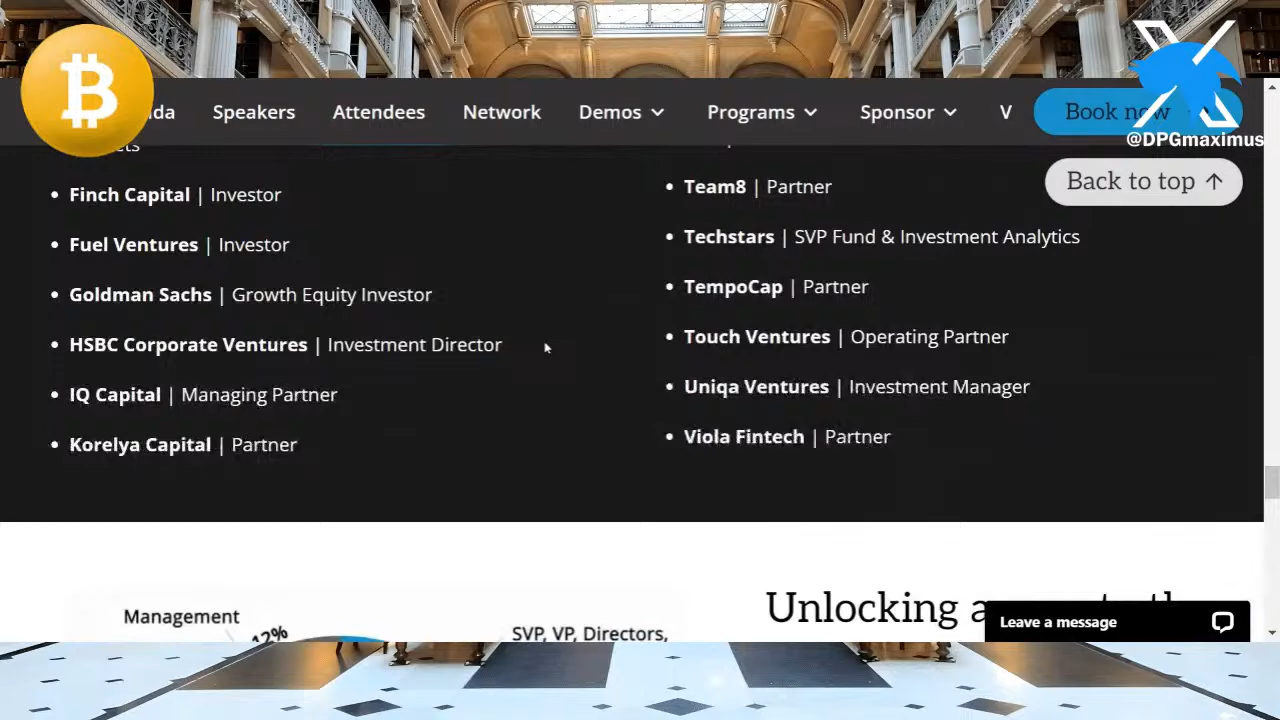 Speakers
Attendees
Network
Demos
Programs
Sponsor
V
Book now
@DPGmaximus
Back to top ↑
Finch Capital | Investor
Fuel Ventures | Investor
Goldman Sachs | Growth Equity Investor
HSBC Corporate Ventures | Investment Director
IQ Capital | Managing Partner
Korelya Capital | Partner
Team8 | Partner
Techstars | SVP Fund & Investment Analytics
TempoCap | Partner
Touch Ventures | Operating Partner
Uniqa Ventures | Investment Manager
Viola Fintech | Partner
Management
12%
SVP, VP, Directors,
Unlocking
Leave a message